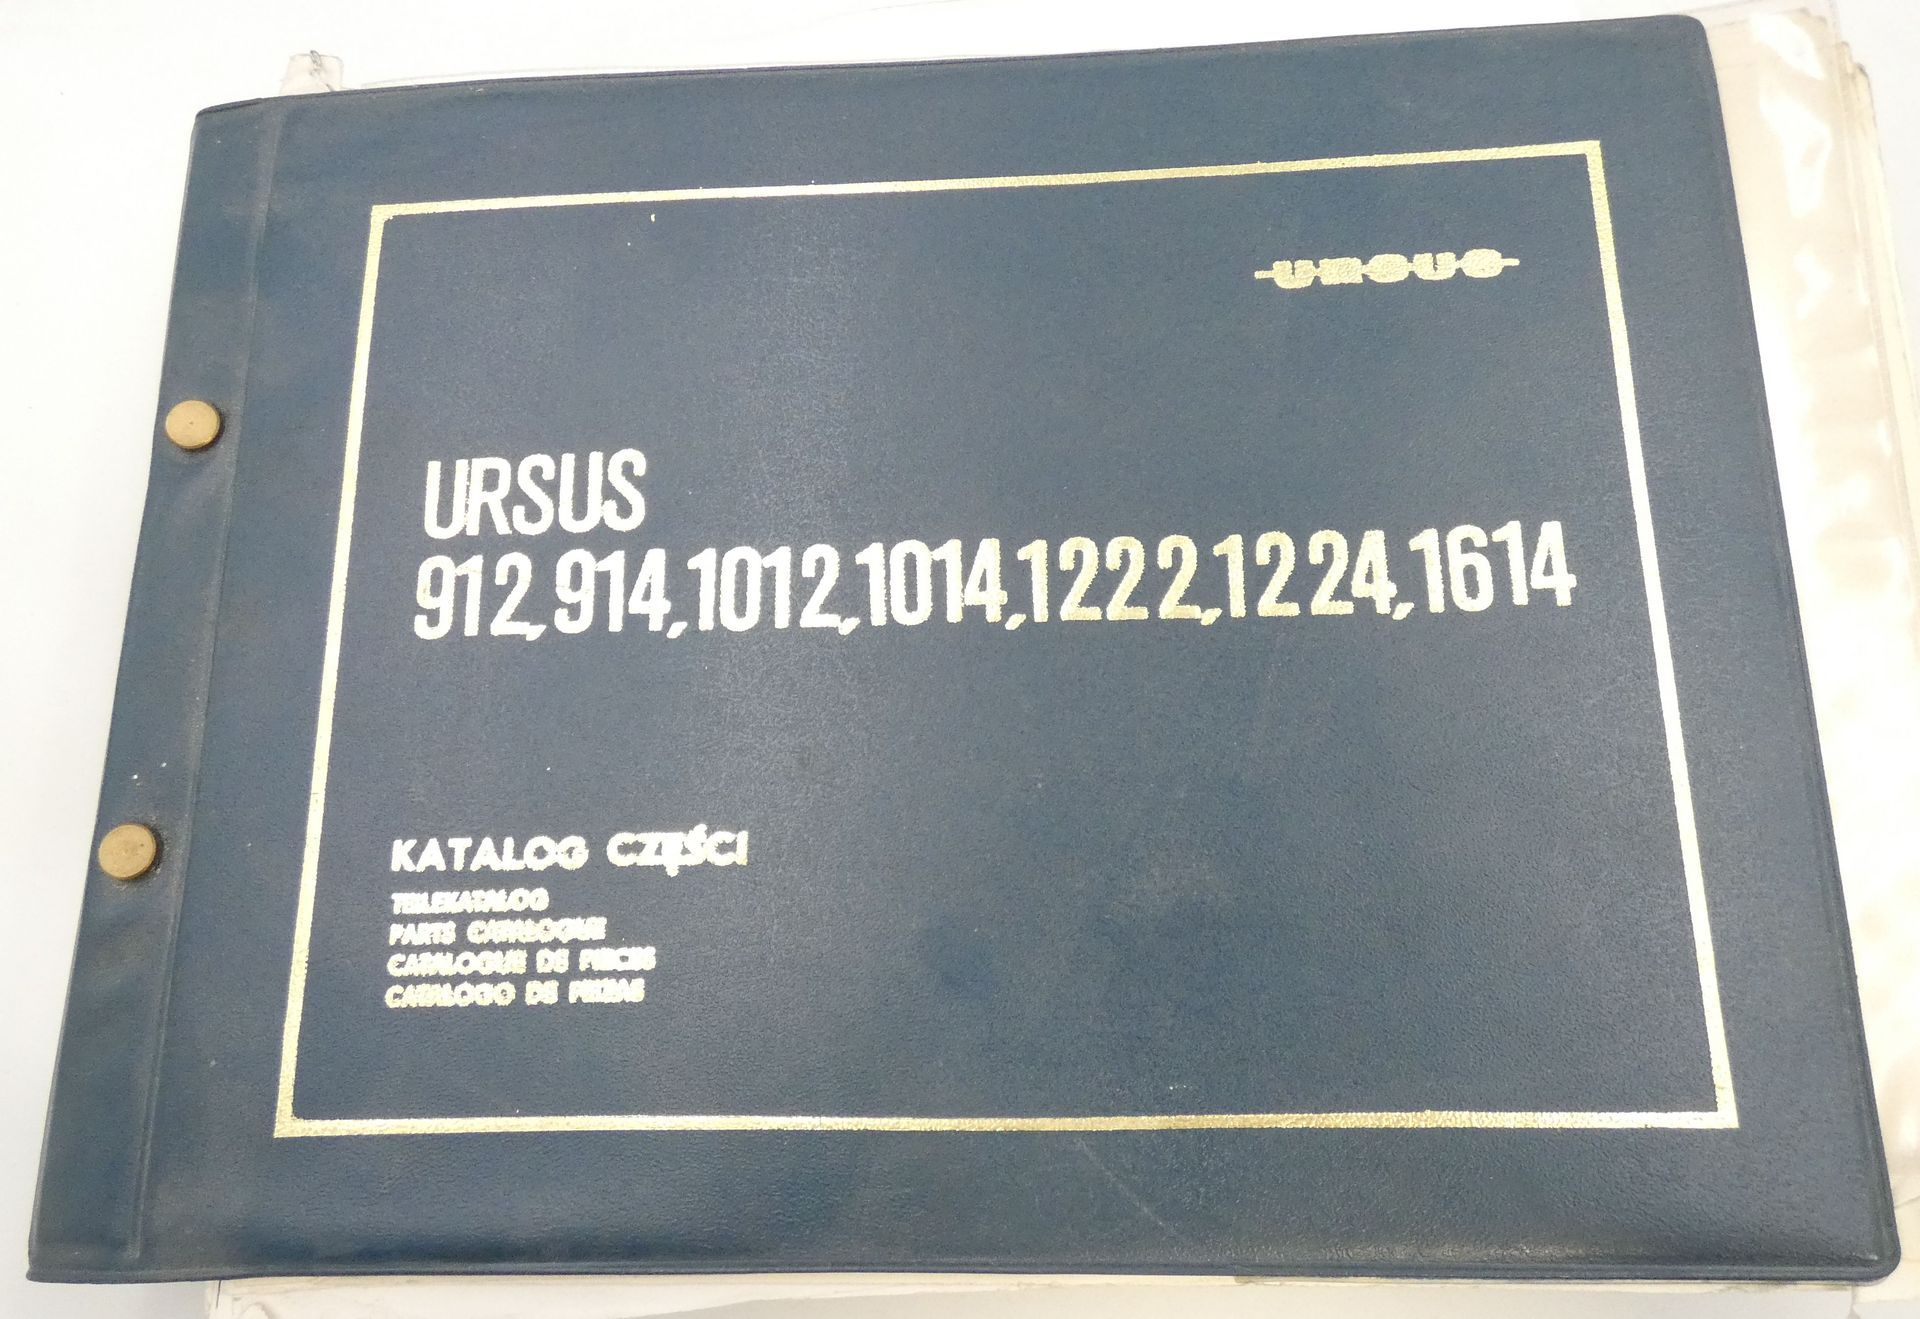 URSUS
URSUS
912, 914, 1012, 1014, 1222, 1224, 1614
KATALOG CZĘŚCI
TEILEKATALOG
PARTS CATALOGUE
CATALOGUE DE PIECES
CATALOGO DE PIEZAS